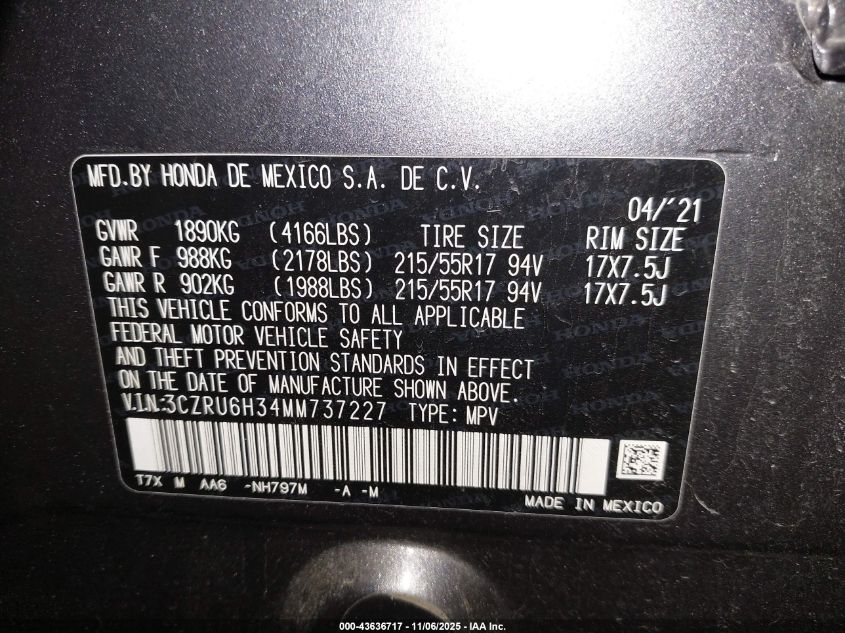 MFD.BY HONDA DE MEXICO S.A. DE C.V.
04/'21
GVWR 1890KG (4166LBS) TIRE SIZE RIM SIZE
GAWR F 988KG (2178LBS) 215/55R17 94V 17X7.5J
GAWR R 902KG (1988LBS) 215/55R17 94V 17X7.5J
THIS VEHICLE CONFORMS TO ALL APPLICABLE
FEDERAL MOTOR VEHICLE SAFETY
AND THEFT PREVENTION STANDARDS IN EFFECT
ON THE DATE OF MANUFACTURE SHOWN ABOVE.
V.I.N:3CZRU6H34MM737227 TYPE: MPV
T7X M AA6 -NH797M -A -M
MADE IN MEXICO
000-43636717 - 11/06/2025 - IAA Inc.